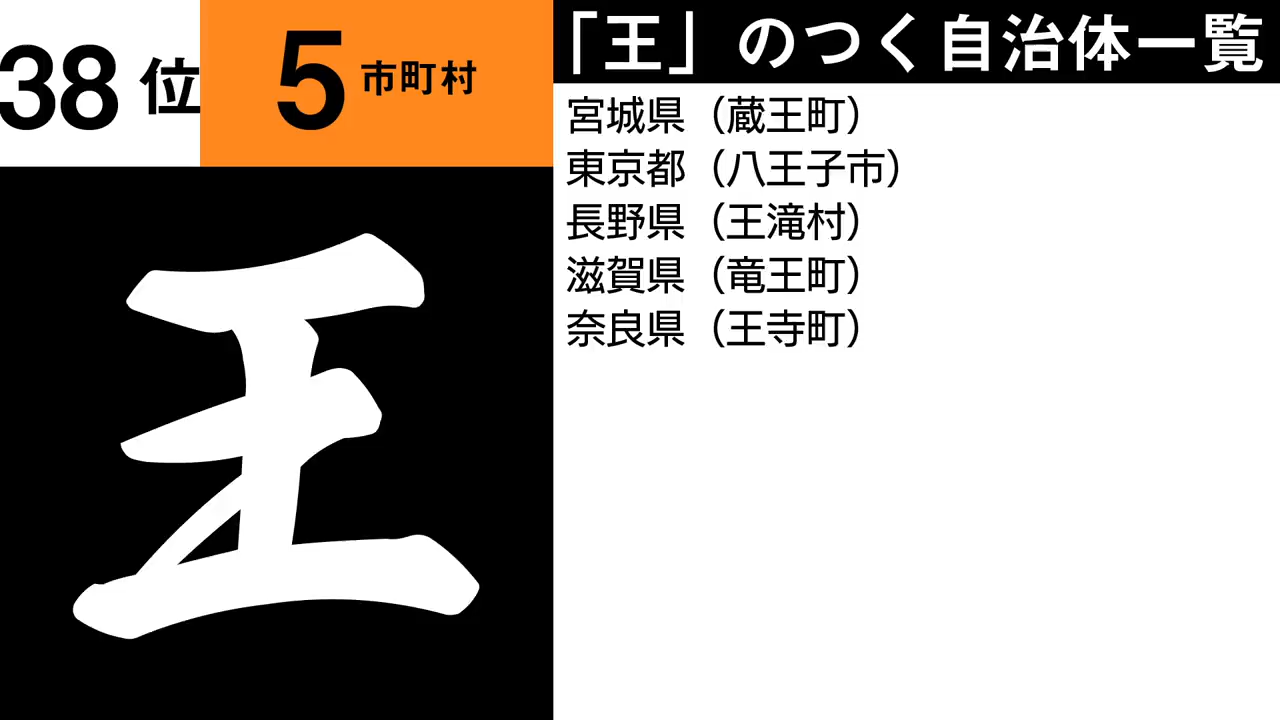 38位
5市町村
「王」のつく自治体一覧
宮城県（蔵王町）
東京都（八王子市）
長野県（王滝村）
滋賀県（竜王町）
奈良県（王寺町）
王